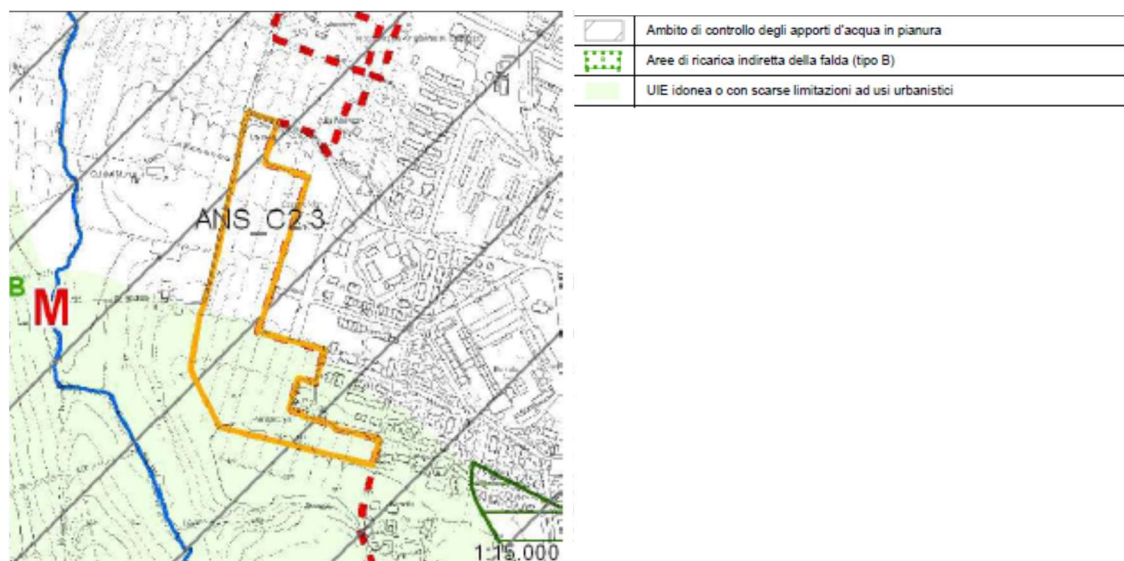 ANS_C2.3
B
M
1:15.000
Ambito di controllo degli apporti d'acqua in pianura
Aree di ricarica indiretta della falda (tipo B)
UIE idonea o con scarse limitazioni ad usi urbanistici